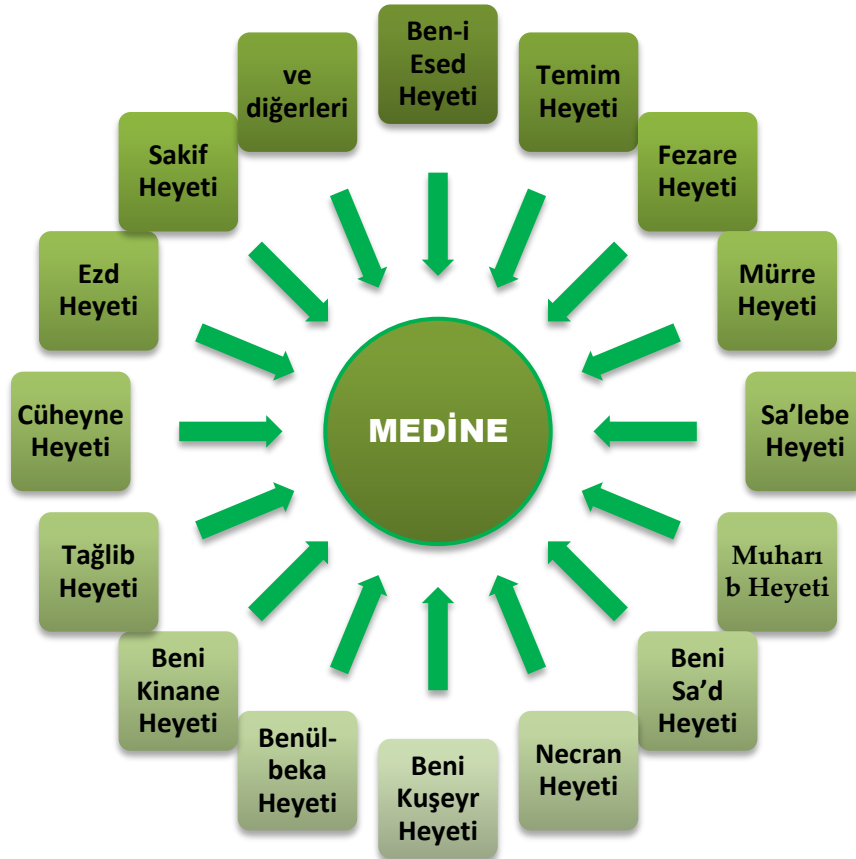 Ben-i
Esed
Heyeti
Temim
Heyeti
Fezare
Heyeti
Mürre
Heyeti
Sa’lebe
Heyeti
Muharı
b Heyeti
Beni
Sa’d
Heyeti
Necran
Heyeti
Beni
Kuşeyr
Heyeti
Benül-
beka
Heyeti
Beni
Kinane
Heyeti
Tağlib
Heyeti
Cüheyne
Heyeti
Ezd
Heyeti
Sakif
Heyeti
ve
diğerleri
MEDİNE